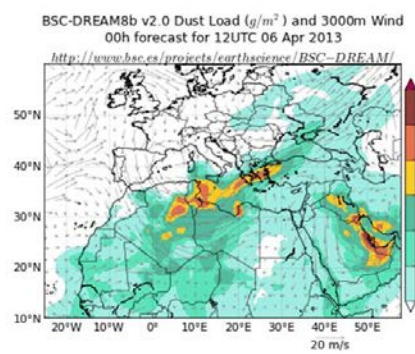 BSC-DREAM8b v2.0 Dust Load (g/m²) and 3000m Wind
00h forecast for 12UTC 06 Apr 2013
http://www.bsc.es/projects/earthscience/BSC-DREAM/
50°N
40°N
30°N
20°N
10°N
20°W 10°W 0° 10°E 20°E 30°E 40°E 50°E
20 m/s